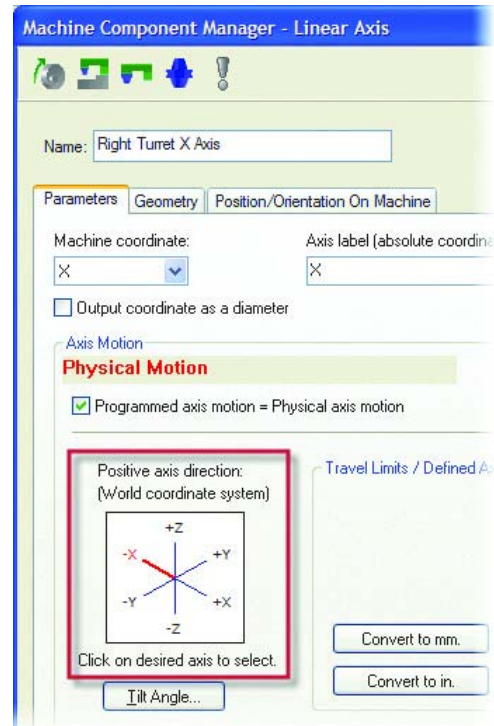 Machine Component Manager - Linear Axis
Name: Right Turret X Axis
Parameters Geometry Position/Orientation On Machine
Machine coordinate: Axis label (absolute coordina
X X
Output coordinate as a diameter
Axis Motion
Physical Motion
Programmed axis motion = Physical axis motion
Positive axis direction: Travel Limits / Defined A
(World coordinate system)
+Z
-X +Y
-Y +X
-Z
Convert to mm.
Click on desired axis to select.
Convert to in.
Tilt Angle...